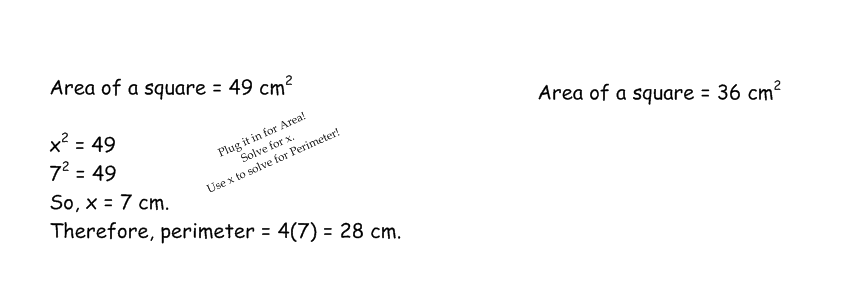 Area of a square = 49 cm²
x² = 49
7² = 49
So, x = 7 cm.
Therefore, perimeter = 4(7) = 28 cm.
Plug it in for Area!
Solve for x.
Use x to solve for Perimeter!
Area of a square = 36 cm²